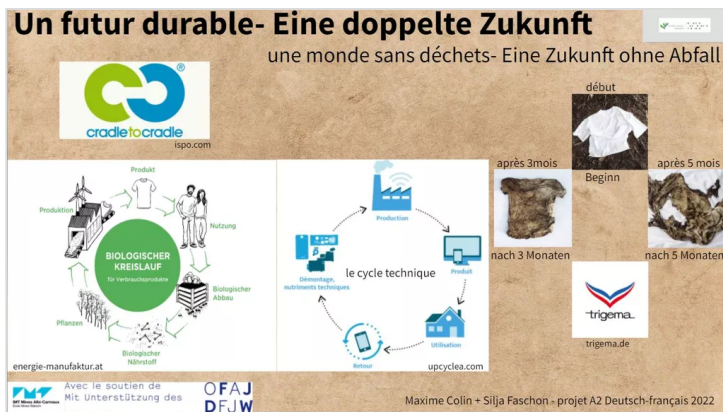 Un futur durable- Eine doppelte Zukunft
une monde sans déchets- Eine Zukunft ohne Abfall
cradletocradle
®
ispo.com
début
Beginn
après 3mois
nach 3 Monaten
après 5 mois
nach 5 Monaten
Produkt
Produktion
Nutzung
BIOLOGISCHER
KREISLAUF
für Verbrauchsprodukte
Biologischer
Abbau
Pflanzen
Biologischer
Nährstoff
energie-manufaktur.at
Production
Démontage,
nutriments techniques
le cycle technique
Produit
Utilisation
Retour
upcyclea.com
trigema
trigema.de
IMT Mines Albi-Carmaux
Avec le soutien de
Mit Unterstützung des
OFAJ
DFJW
Maxime Colin + Silja Faschon - projet A2 Deutsch-français 2022